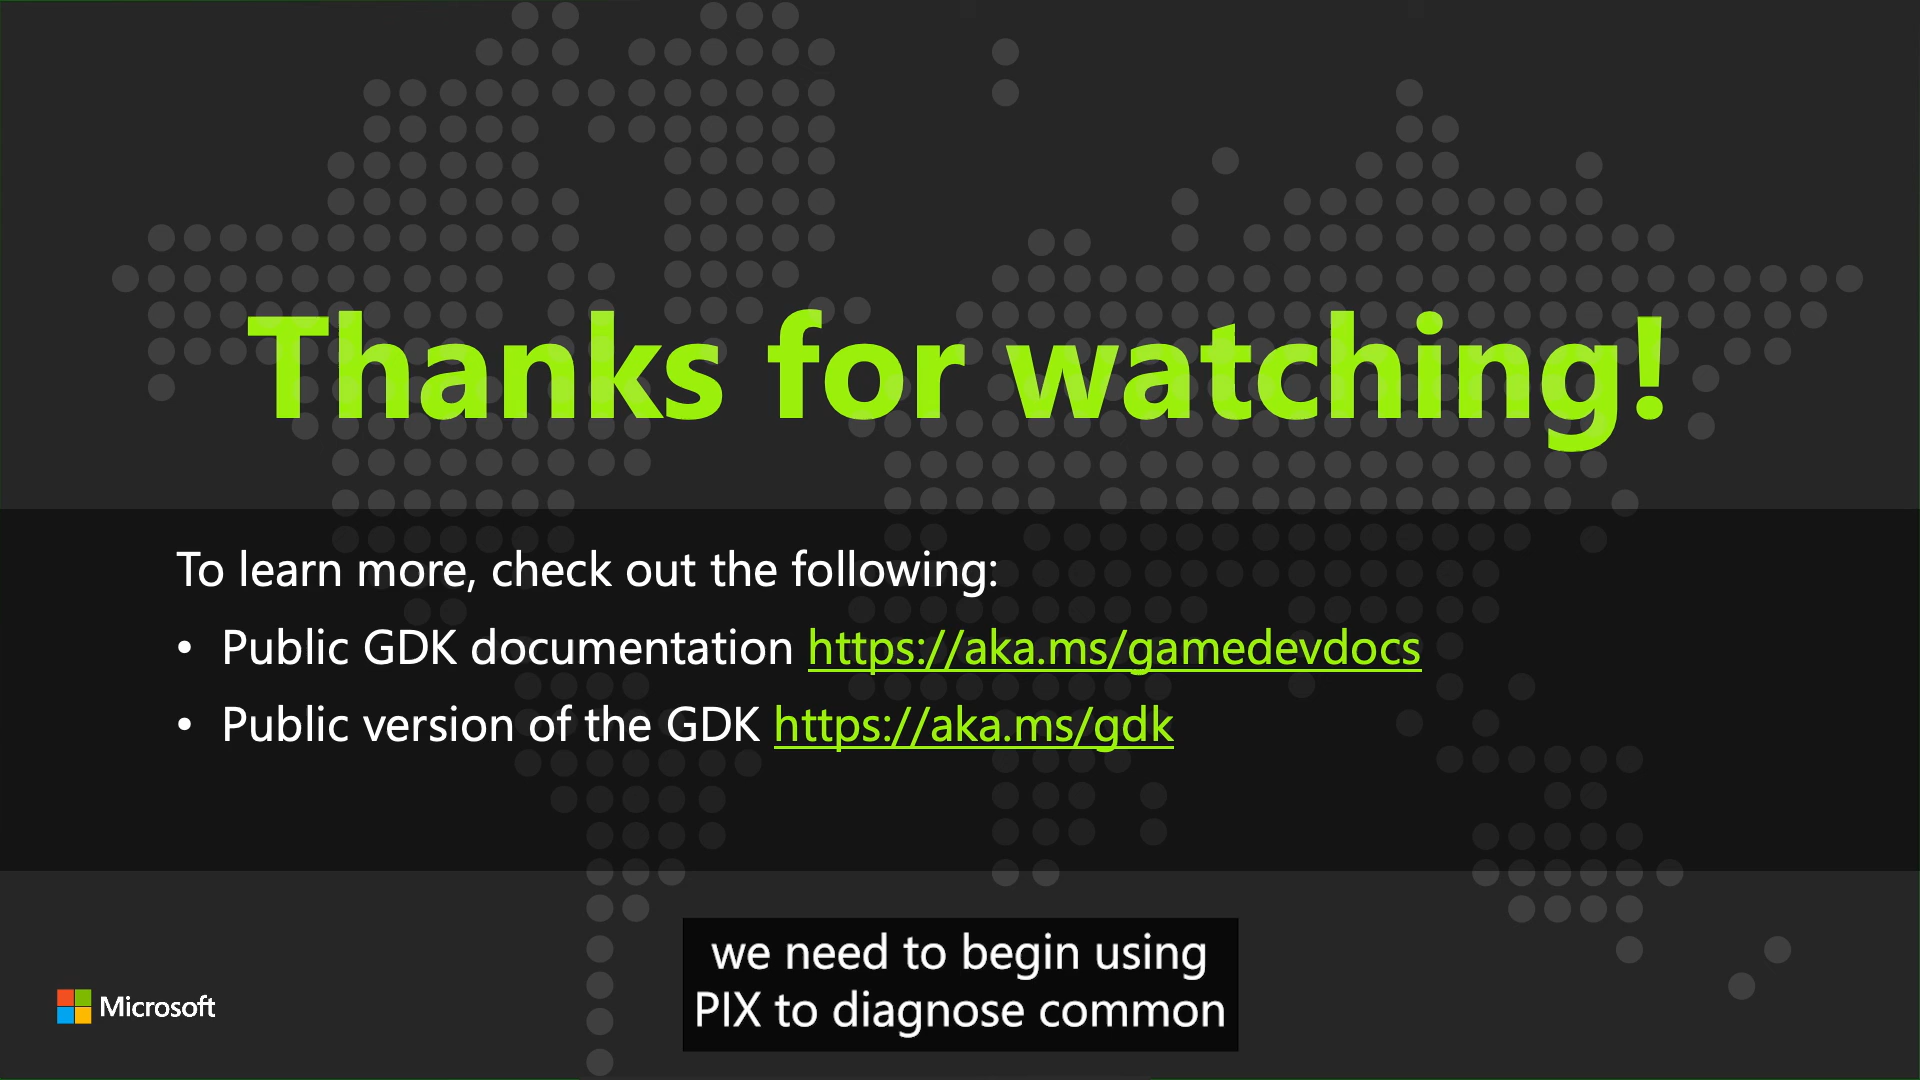 Thanks for watching!
To learn more, check out the following:
• Public GDK documentation https://aka.ms/gamedevdocs
• Public version of the GDK https://aka.ms/gdk
we need to begin using
PIX to diagnose common
Microsoft